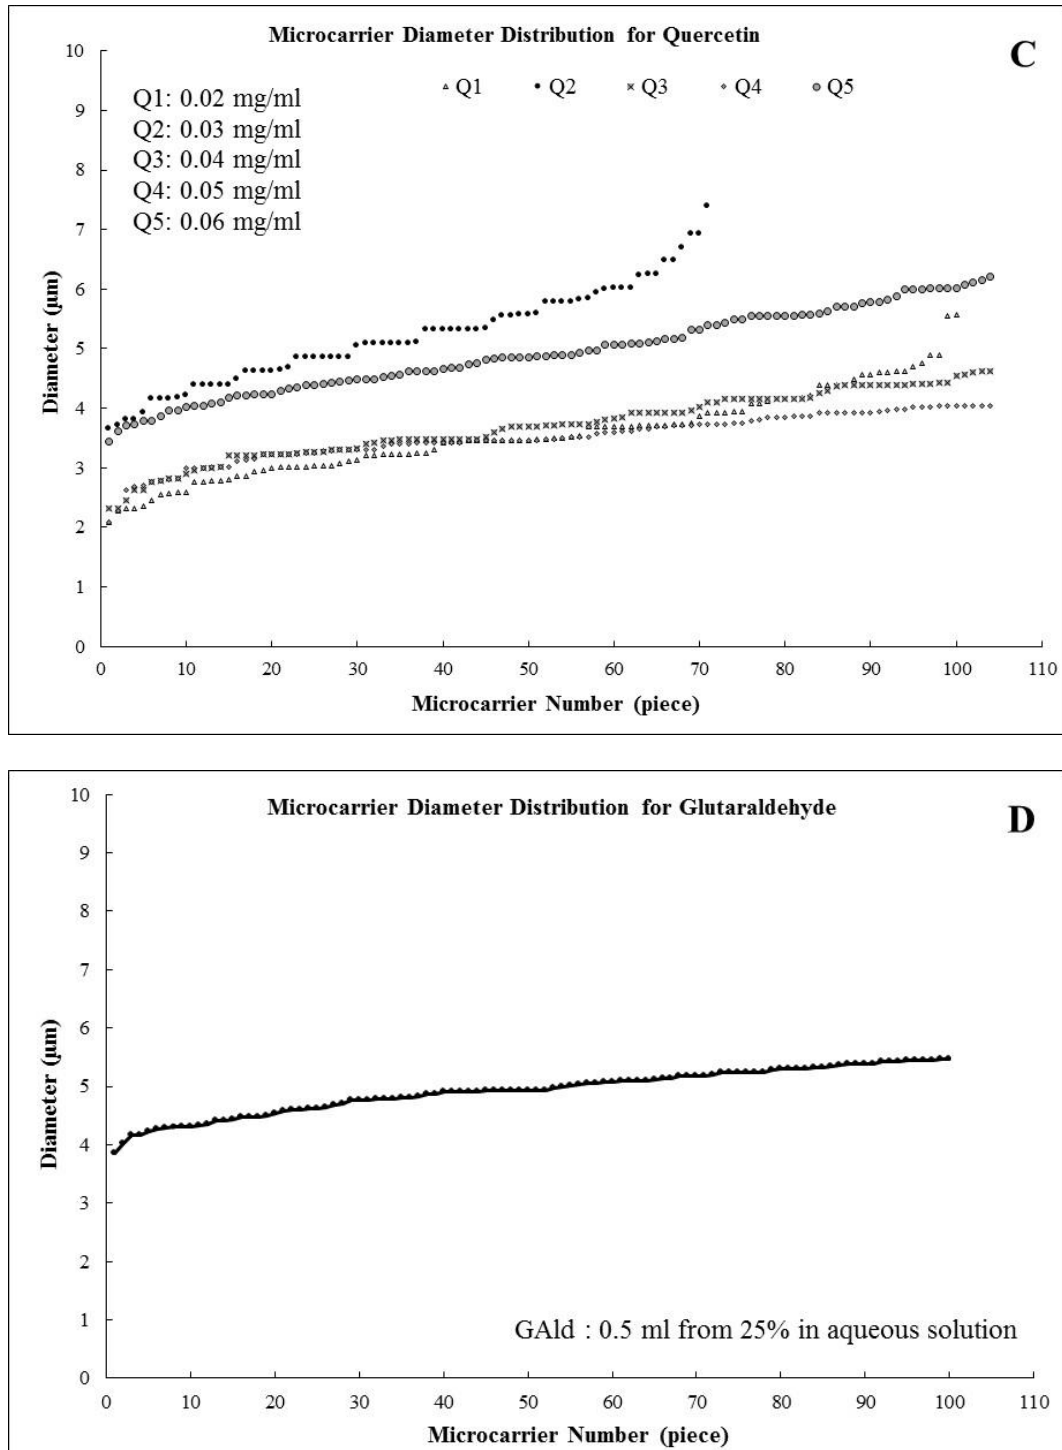 Microcarrier Diameter Distribution for Quercetin
C
Q1 Q2 Q3 Q4 Q5
Q1: 0.02 mg/ml
Q2: 0.03 mg/ml
Q3: 0.04 mg/ml
Q4: 0.05 mg/ml
Q5: 0.06 mg/ml
10
9
8
7
6
5
4
3
2
1
0
Diameter (µm)
0 10 20 30 40 50 60 70 80 90 100 110
Microcarrier Number (piece)
Microcarrier Diameter Distribution for Glutaraldehyde
D
10
9
8
7
6
5
4
3
2
1
0
Diameter (µm)
GAld : 0.5 ml from 25% in aqueous solution
0 10 20 30 40 50 60 70 80 90 100 110
Microcarrier Number (piece)